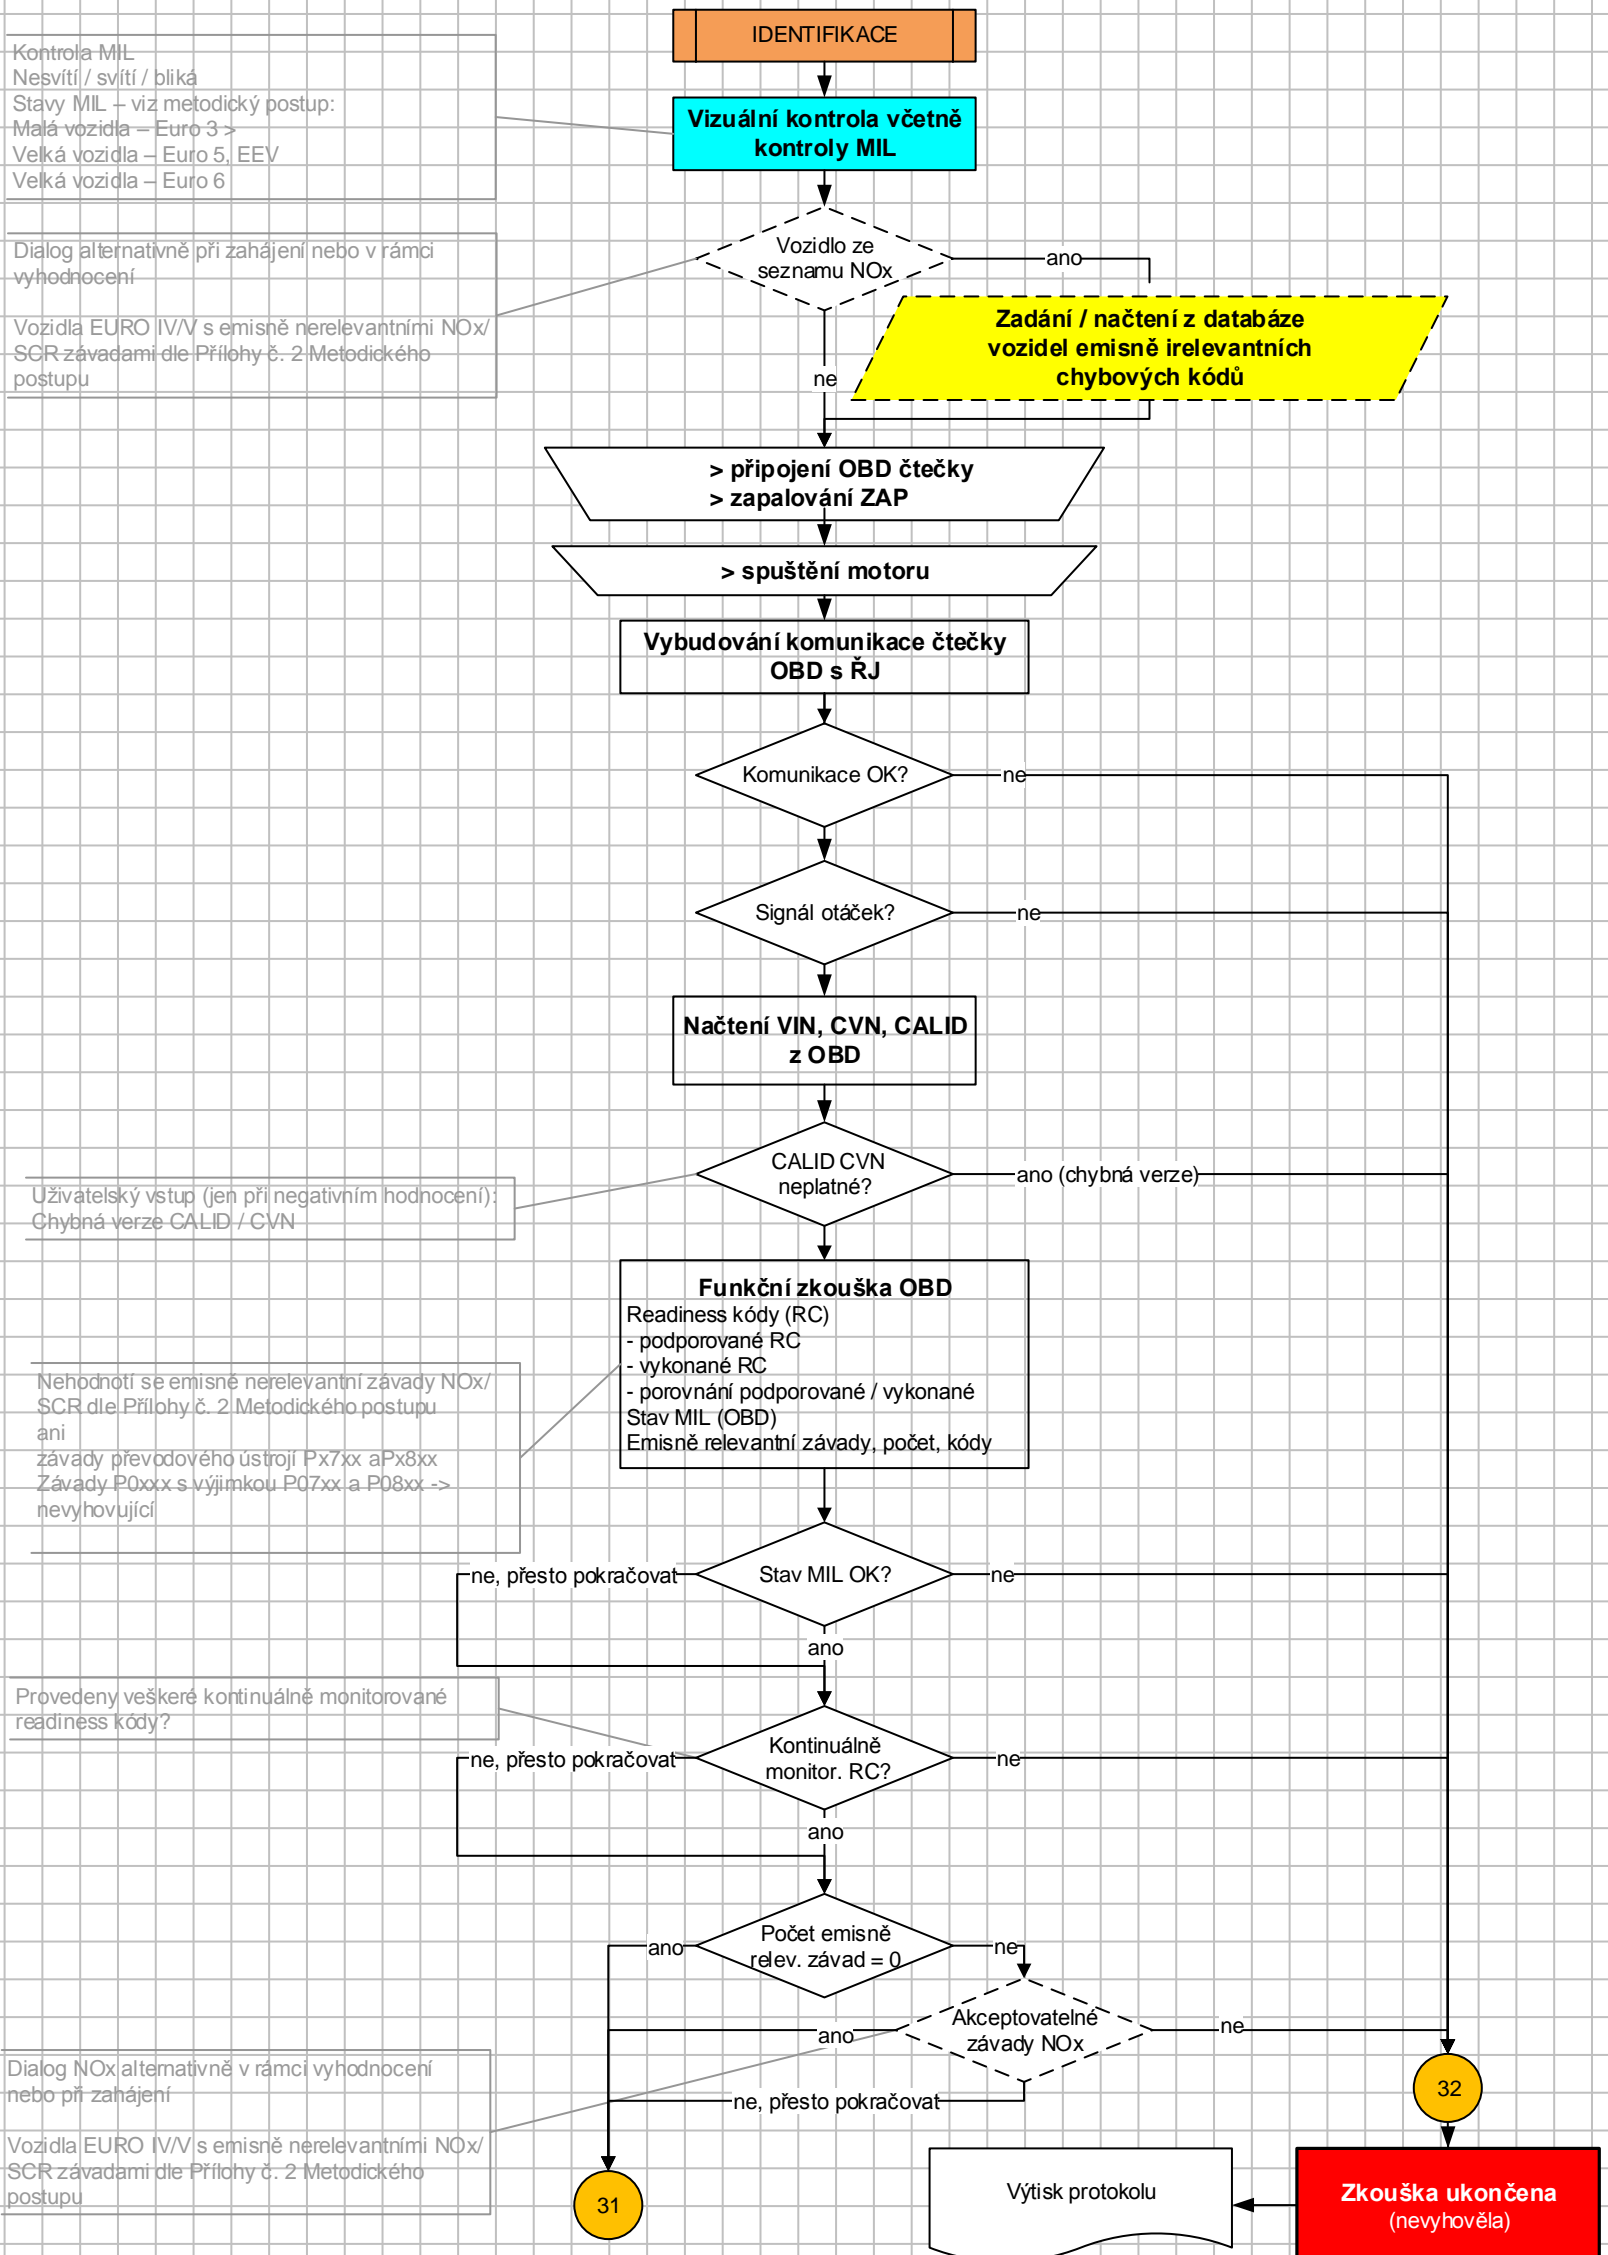 IDENTIFIKACE
Kontrola MIL
Nesvítí / svítí / bliká
Stavy MIL – viz metodický postup:
Malá vozidla – Euro 3 >
Velká vozidla – Euro 5, EEV
Velká vozidla – Euro 6
Vizuální kontrola včetně
kontroly MIL
Dialog alternativně při zahájení nebo v rámci
vyhodnocení
Vozidla EURO IV/V s emisně nerelevantními NOx/
SCR závadami dle Přílohy č. 2 Metodického
postupu
Vozidlo ze
seznamu NOx
ano
ne
Zadání / načtení z databáze
vozidel emisně irelevantních
chybových kódů
> připojení OBD čtečky
> zapalování ZAP
> spuštění motoru
Vybudování komunikace čtečky
OBD s ŘJ
Komunikace OK?
ne
Signál otáček?
ne
Načtení VIN, CVN, CALID
z OBD
CALID CVN
neplatné?
ano (chybná verze)
Uživatelský vstup (jen při negativním hodnocení):
Chybná verze CALID / CVN
Funkční zkouška OBD
Readiness kódy (RC)
- podporované RC
- vykonané RC
- porovnání podporované / vykonané
Stav MIL (OBD)
Emisně relevantní závady, počet, kódy
Nehodnotí se emisně nerelevantní závady NOx/
SCR dle Přílohy č. 2 Metodického postupu
ani
závady převodového ústrojí Px7xx aPx8xx
Závady P0xxx s výjimkou P07xx a P08xx ->
nevyhovující
ne, přesto pokračovat
Stav MIL OK?
ne
ano
Provedeny veškeré kontinuálně monitorované
readiness kódy?
ne, přesto pokračovat
Kontinuálně
monitor. RC?
ne
ano
ano
Počet emisně
relev. závad = 0
ne
Akceptovatelné
závady NOx
ano
ne
ne, přesto pokračovat
Dialog NOx alternativně v rámci vyhodnocení
nebo při zahájení
Vozidla EURO IV/V s emisně nerelevantními NOx/
SCR závadami dle Přílohy č. 2 Metodického
postupu
32
31
Výtisk protokolu
Zkouška ukončena
(nevyhověla)